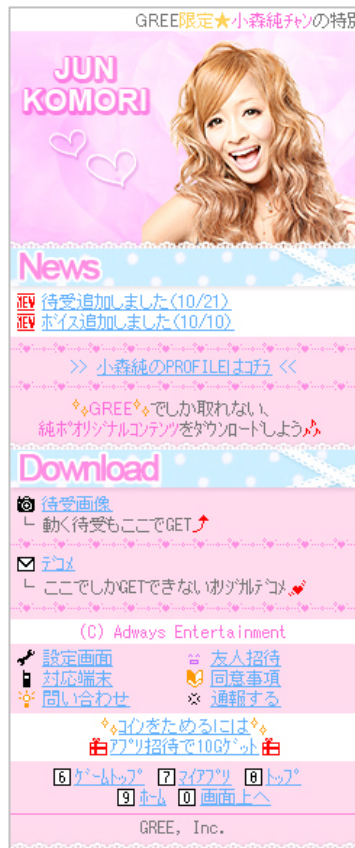 GREE限定★小森純ﾁｬﾝの特別
JUN
KOMORI
News
NEW 待受追加しました(10/21)
NEW ﾎﾞｲｽ追加しました(10/10)
>> 小森純のPROFILEはｺﾁﾗ <<
GREEでしか取れない、
純ﾎﾟｵﾘｼﾞﾅﾙｺﾝﾃﾝﾂをﾀﾞｳﾝﾛｰﾄﾞしよう
Download
待受画像
└ 動く待受もここでGET
ﾃﾞｺﾒ
└ ここでしかGETできないｵﾘｼﾞﾅﾙﾃﾞｺﾒ
(C) Adways Entertainment
設定画面 友人招待
対応端末 同意事項
問い合わせ 通報する
ｺｲﾝをためるには
ｱﾌﾟﾘ招待で10Gｹﾞｯﾄ
6 ｹﾞｰﾑﾄｯﾌﾟ 7 ﾏｲｱﾌﾟﾘ 8 ﾄｯﾌﾟ
9 ﾎｰﾑ 0 画面上へ
GREE, Inc.